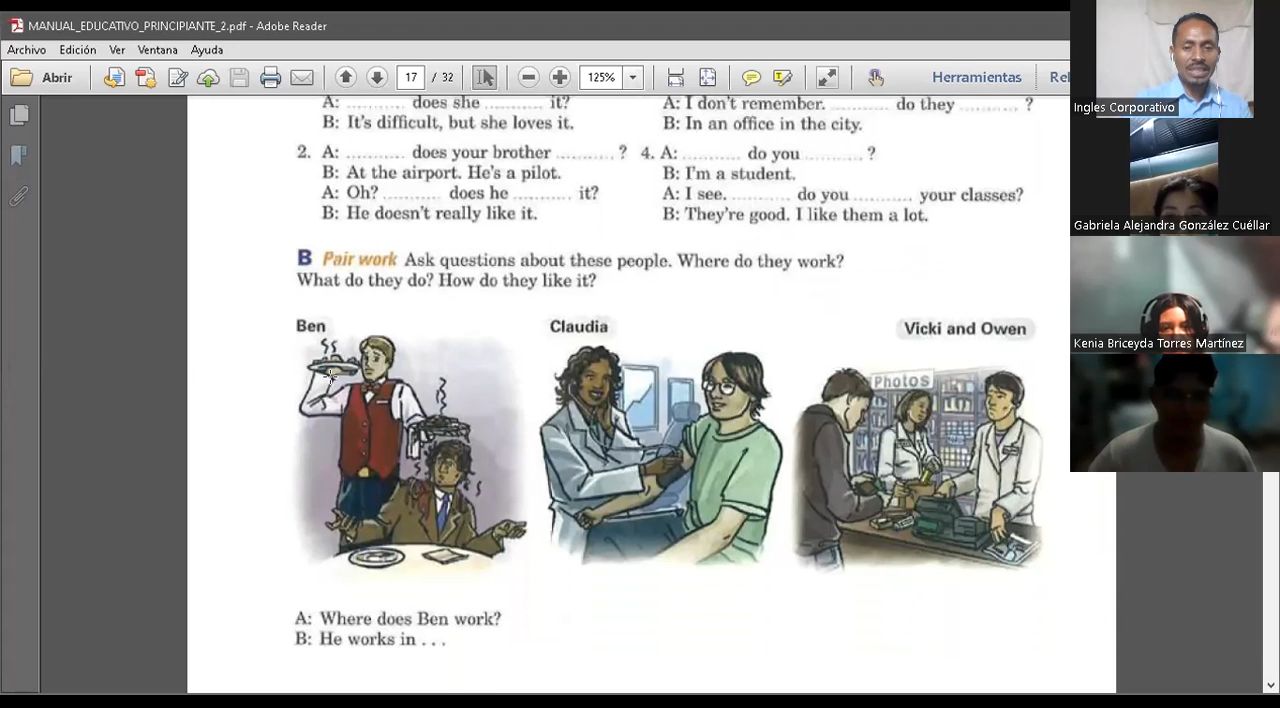 MANUAL_EDUCATIVO_PRINCIPIANTE_2.pdf - Adobe Reader
Archivo Edición Ver Ventana Ayuda
Abrir 17 / 32 125% Herramientas
A: .......... does she .......... it?
B: It's difficult, but she loves it.
2. A: .......... does your brother .......... ?
B: At the airport. He's a pilot.
A: Oh? .......... does he .......... it?
B: He doesn't really like it.
A: I don't remember. .......... do they .......... ?
B: In an office in the city.
4. A: .......... do you .......... ?
B: I'm a student.
A: I see. .......... do you .......... your classes?
B: They're good. I like them a lot.
B Pair work Ask questions about these people. Where do they work?
What do they do? How do they like it?
Ben
Claudia
Vicki and Owen
Photos
A: Where does Ben work?
B: He works in . . .
Ingles Corporativo
Gabriela Alejandra González Cuéllar
Kenia Briceyda Torres Martínez